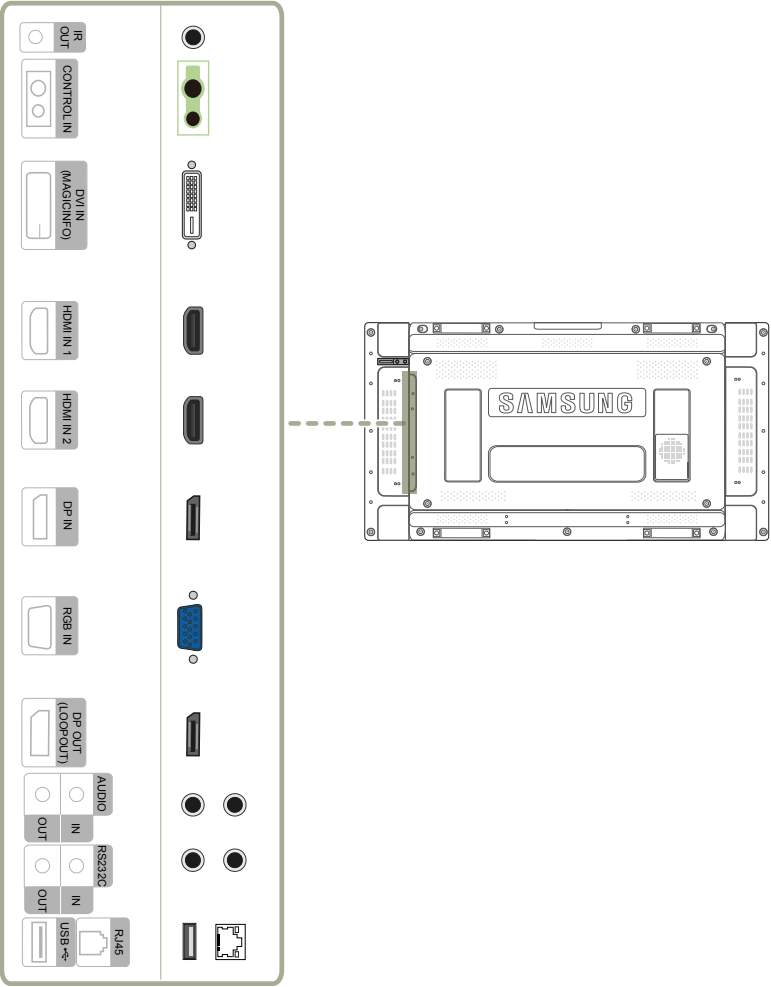 IR
OUT
CONTROL IN
DVI IN
(MAGICINFO)
HDMI IN 1
HDMI IN 2
DP IN
RGB IN
DP OUT
(LOOPOUT)
AUDIO
OUT
IN
RS232C
OUT
IN
USB
RJ45
SAMSUNG